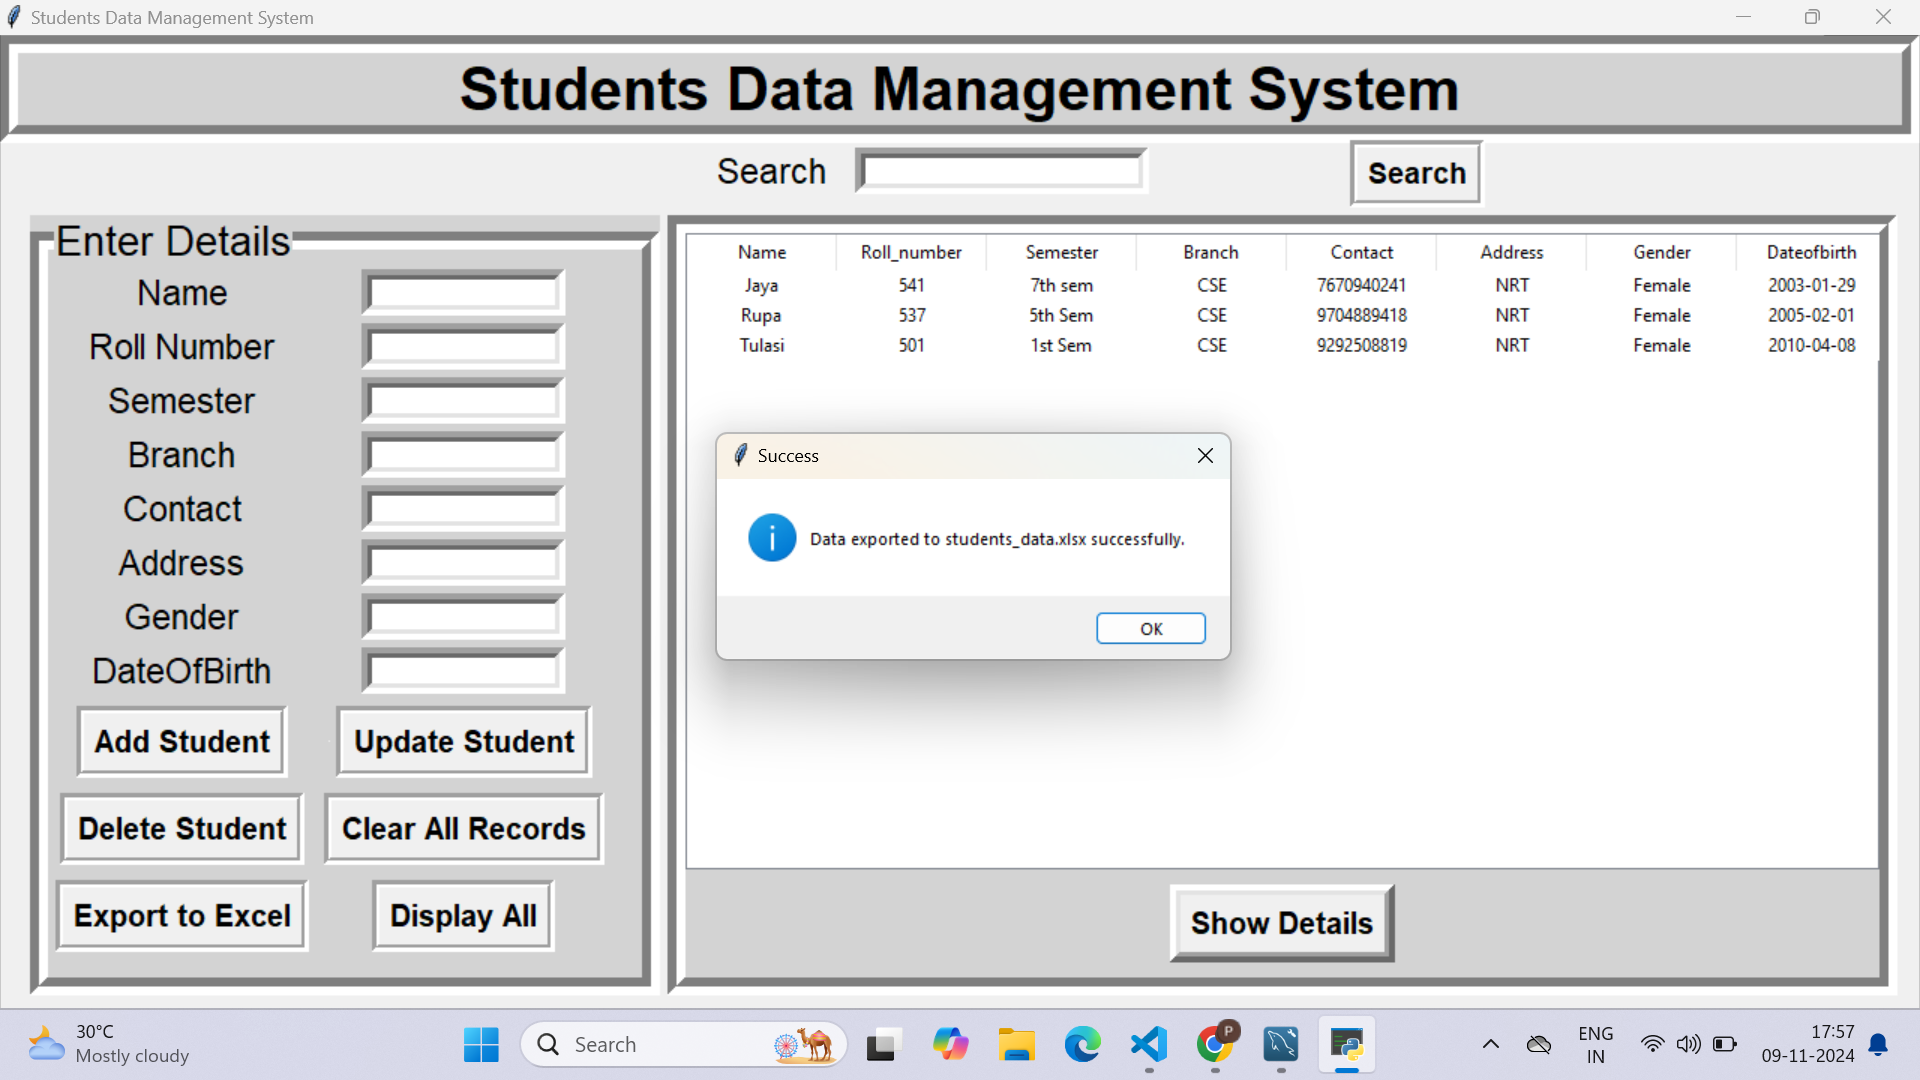 Students Data Management System
Students Data Management System
Search
Search
Enter Details
Name
Roll Number
Semester
Branch
Contact
Address
Gender
DateOfBirth
Add Student Update Student
Delete Student Clear All Records
Export to Excel Display All
Name Roll_number Semester Branch Contact Address Gender Dateofbirth
Jaya 541 7th sem CSE 7670940241 NRT Female 2003-01-29
Rupa 537 5th Sem CSE 9704889418 NRT Female 2005-02-01
Tulasi 501 1st Sem CSE 9292508819 NRT Female 2010-04-08
Success
Data exported to students_data.xlsx successfully.
OK
Show Details
30°C
Mostly cloudy
Search
P
ENG
IN
17:57
09-11-2024